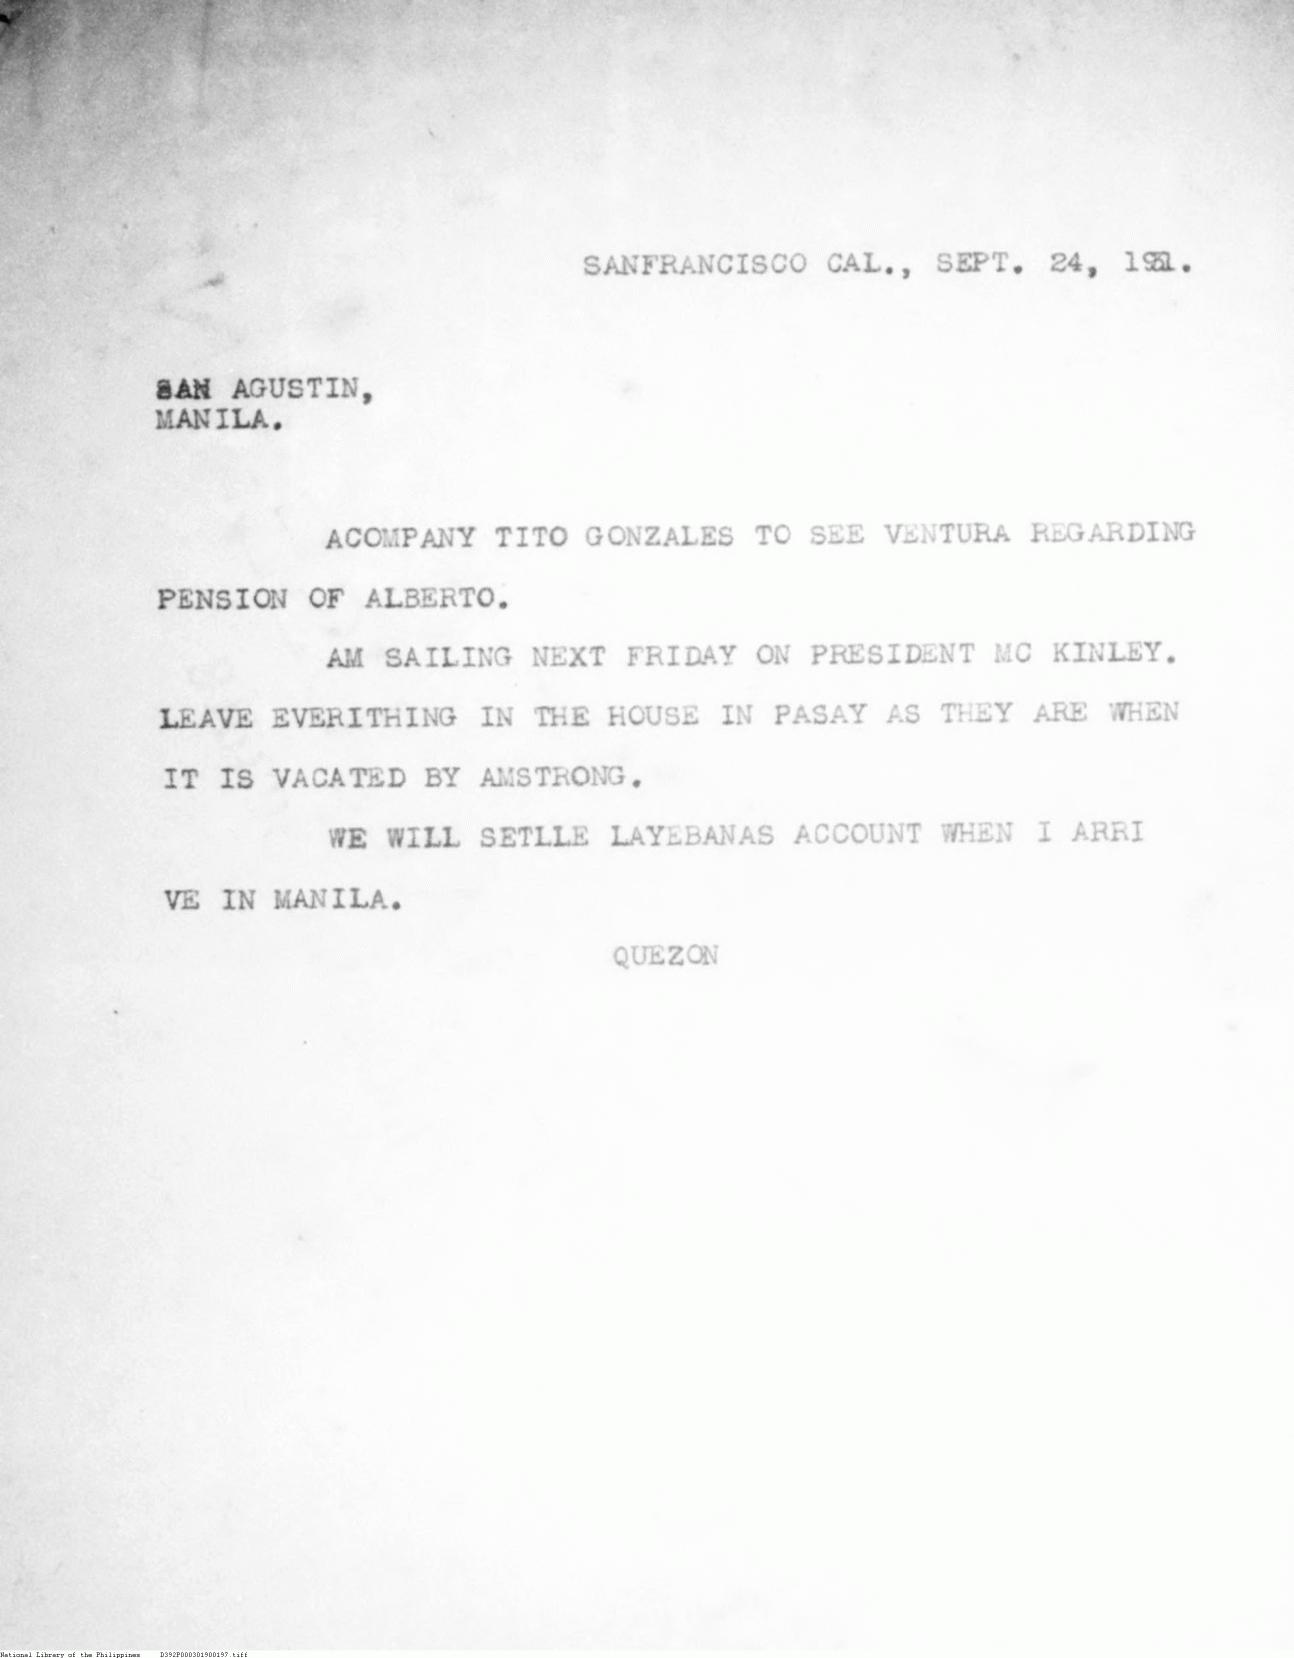 SANFRANCISCO CAL., SEPT. 24, 1931.
SAN AGUSTIN,
MANILA.
ACOMPANY TITO GONZALES TO SEE VENTURA REGARDING
PENSION OF ALBERTO.
AM SAILING NEXT FRIDAY ON PRESIDENT MC KINLEY.
LEAVE EVERITHING IN THE HOUSE IN PASAY AS THEY ARE WHEN
IT IS VACATED BY AMSTRONG.
WE WILL SETLLE LAYEBANAS ACCOUNT WHEN I ARRI
VE IN MANILA.
QUEZON
National Library of the Philippines D392P000301900197.tiff